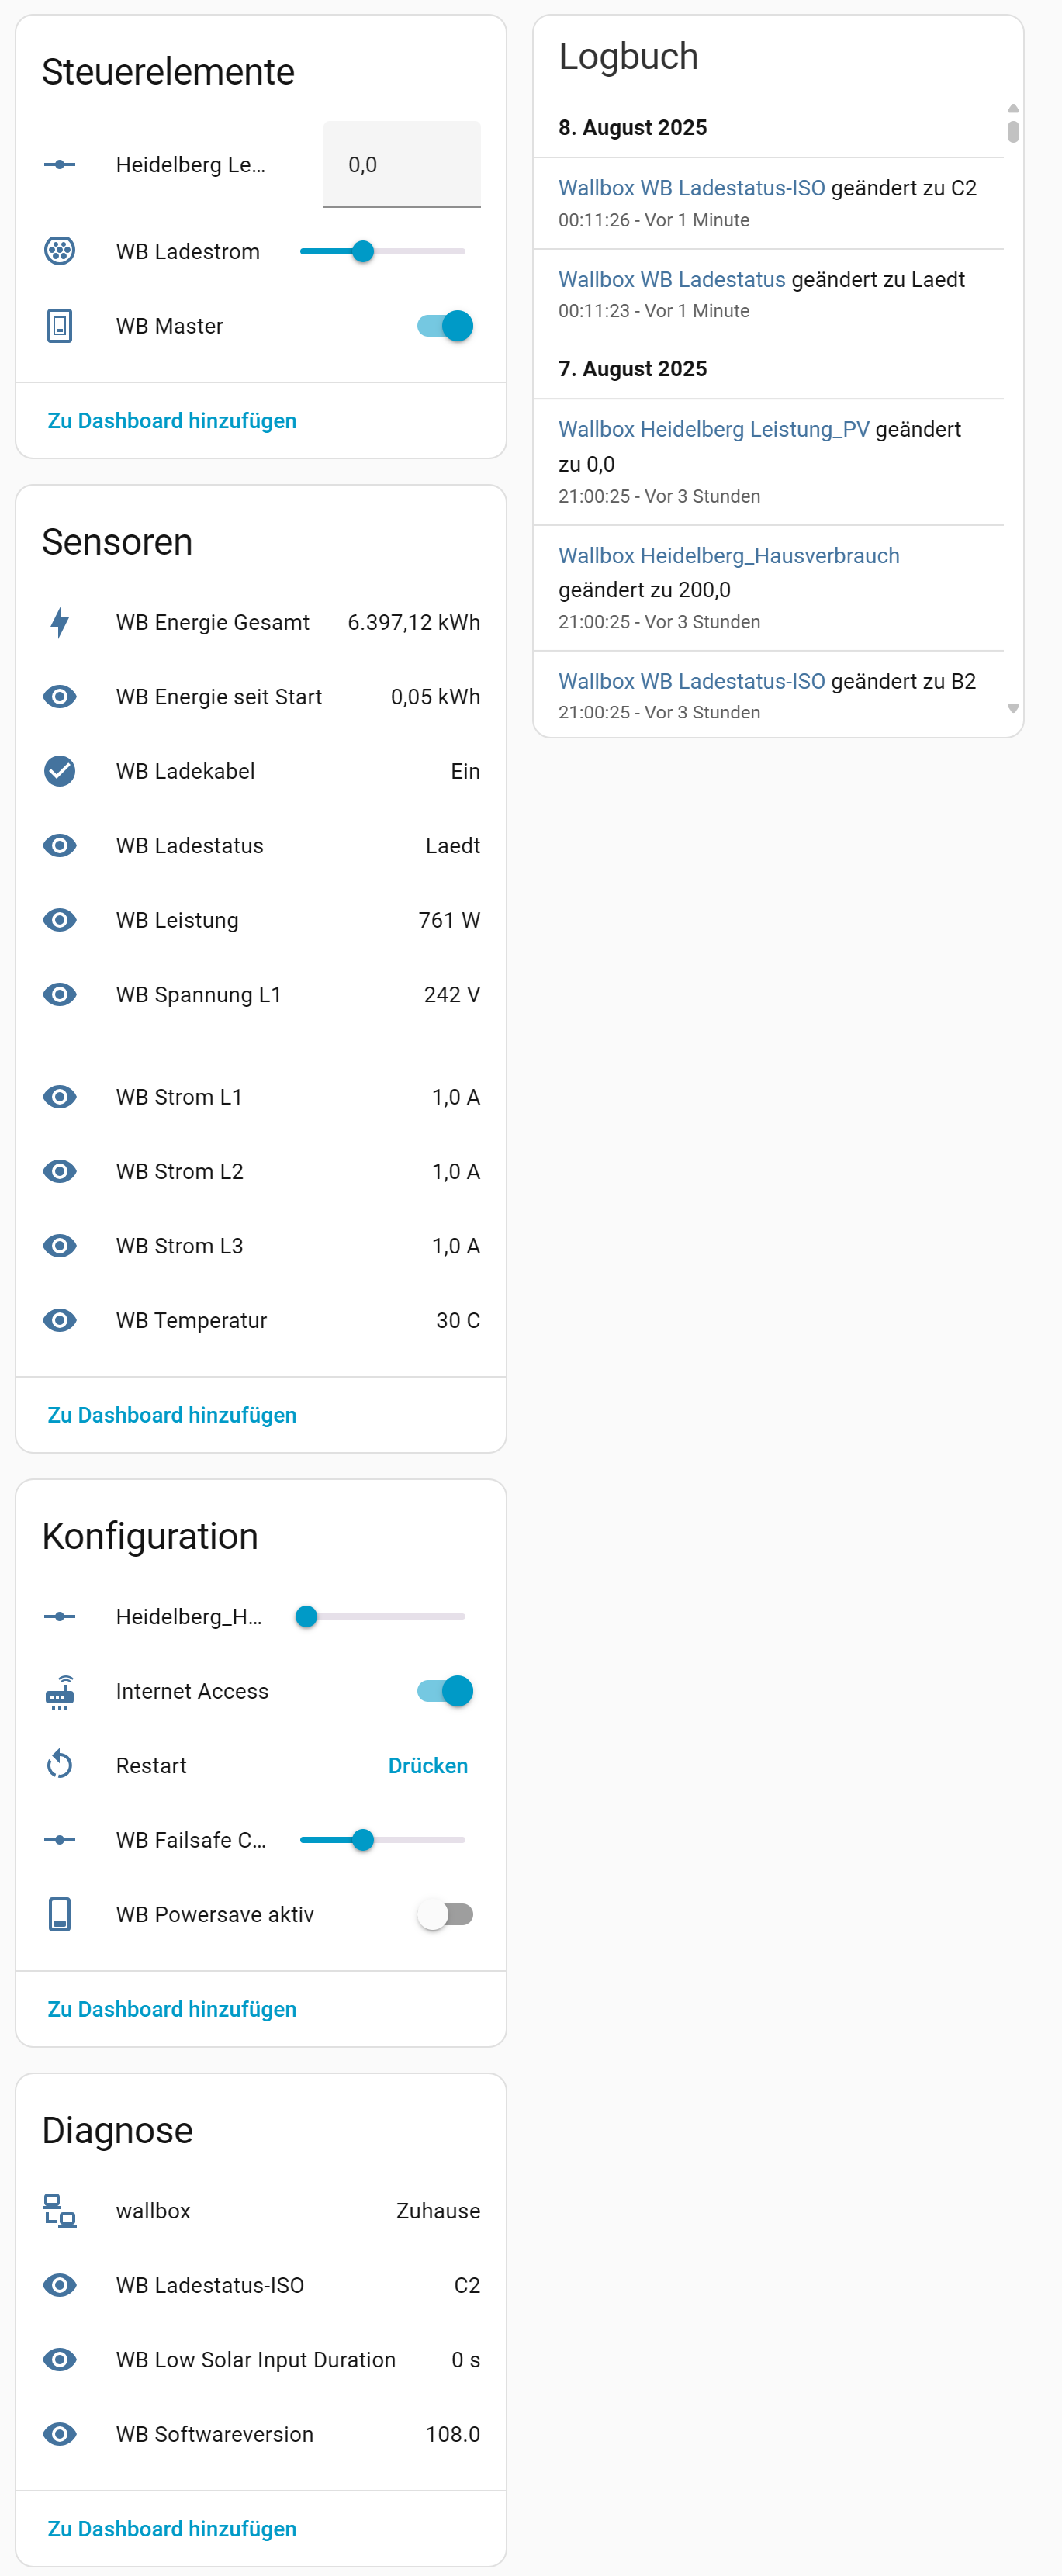 Steuerelemente
Heidelberg Le...
0,0
WB Ladestrom
WB Master
Zu Dashboard hinzufügen
Sensoren
WB Energie Gesamt 6.397,12 kWh
WB Energie seit Start 0,05 kWh
WB Ladekabel Ein
WB Ladestatus Laedt
WB Leistung 761 W
WB Spannung L1 242 V
WB Strom L1 1,0 A
WB Strom L2 1,0 A
WB Strom L3 1,0 A
WB Temperatur 30 C
Zu Dashboard hinzufügen
Konfiguration
Heidelberg_H...
Internet Access
Restart Drücken
WB Failsafe C...
WB Powersave aktiv
Zu Dashboard hinzufügen
Diagnose
wallbox Zuhause
WB Ladestatus-ISO C2
WB Low Solar Input Duration 0 s
WB Softwareversion 108.0
Zu Dashboard hinzufügen
Logbuch
8. August 2025
Wallbox WB Ladestatus-ISO geändert zu C2
00:11:26 - Vor 1 Minute
Wallbox WB Ladestatus geändert zu Laedt
00:11:23 - Vor 1 Minute
7. August 2025
Wallbox Heidelberg Leistung_PV geändert
zu 0,0
21:00:25 - Vor 3 Stunden
Wallbox Heidelberg_Hausverbrauch
geändert zu 200,0
21:00:25 - Vor 3 Stunden
Wallbox WB Ladestatus-ISO geändert zu B2
21:00:25 - Vor 3 Stunden